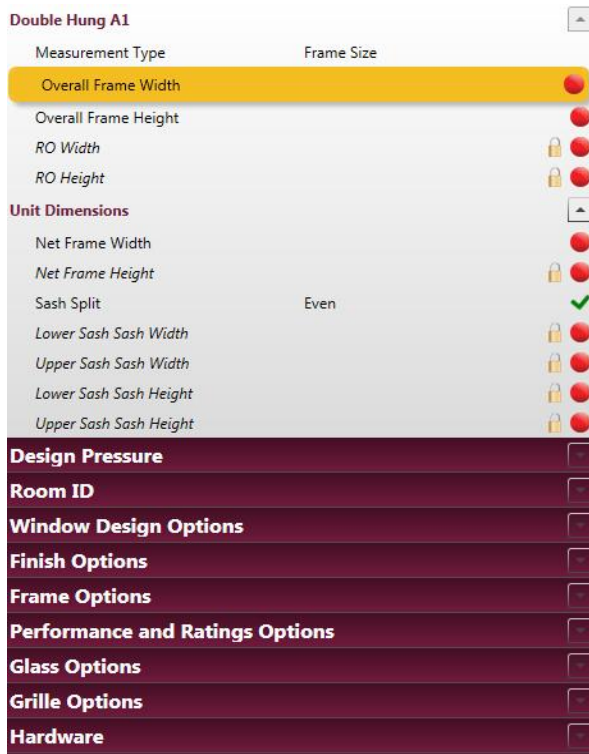 Double Hung A1
Measurement Type Frame Size
Overall Frame Width
Overall Frame Height
RO Width
RO Height
Unit Dimensions
Net Frame Width
Net Frame Height
Sash Split Even
Lower Sash Sash Width
Upper Sash Sash Width
Lower Sash Sash Height
Upper Sash Sash Height
Design Pressure
Room ID
Window Design Options
Finish Options
Frame Options
Performance and Ratings Options
Glass Options
Grille Options
Hardware